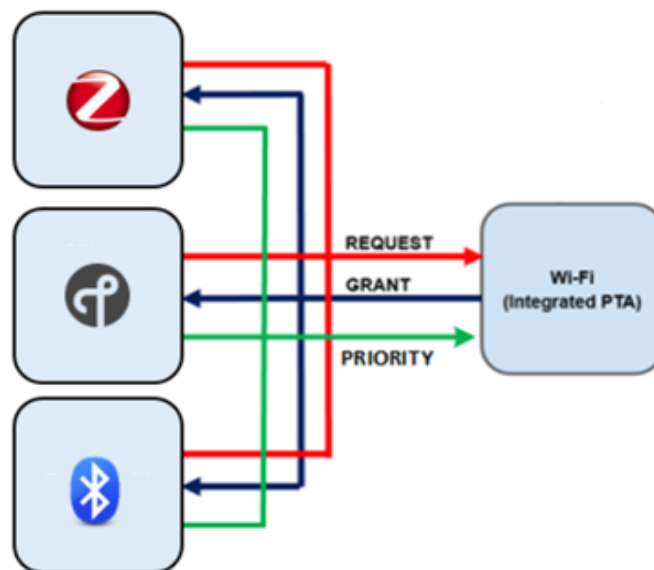 REQUEST
GRANT
PRIORITY
Wi-Fi
(Integrated PTA)